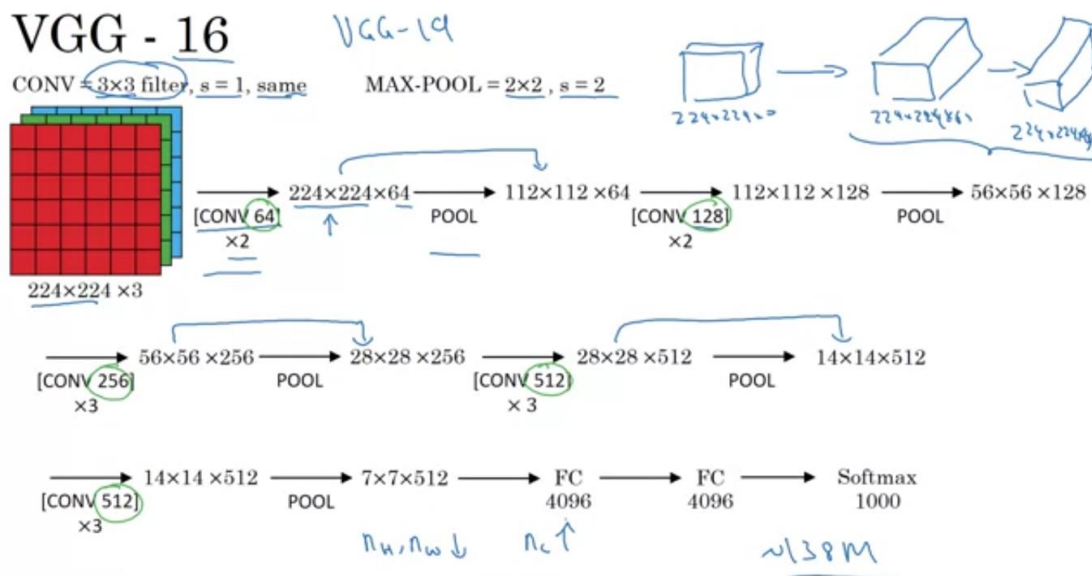 VGG - 16 VGG-19
CONV = 3×3 filter, s = 1, same MAX-POOL = 2×2 , s = 2
224×224×3 224×224×64 224×224
224×224×64 112×112 ×64 112×112 ×128 56×56 ×128
[CONV 64] POOL [CONV 128] POOL
×2 ×2
224×224 ×3
56×56 ×256 28×28 ×256 28×28 ×512 14×14×512
[CONV 256] POOL [CONV 512] POOL
×3 × 3
14×14 ×512 7×7×512 FC FC Softmax
[CONV 512] POOL 4096 4096 1000
×3
nH, nW ↓ nC ↑ ~138M